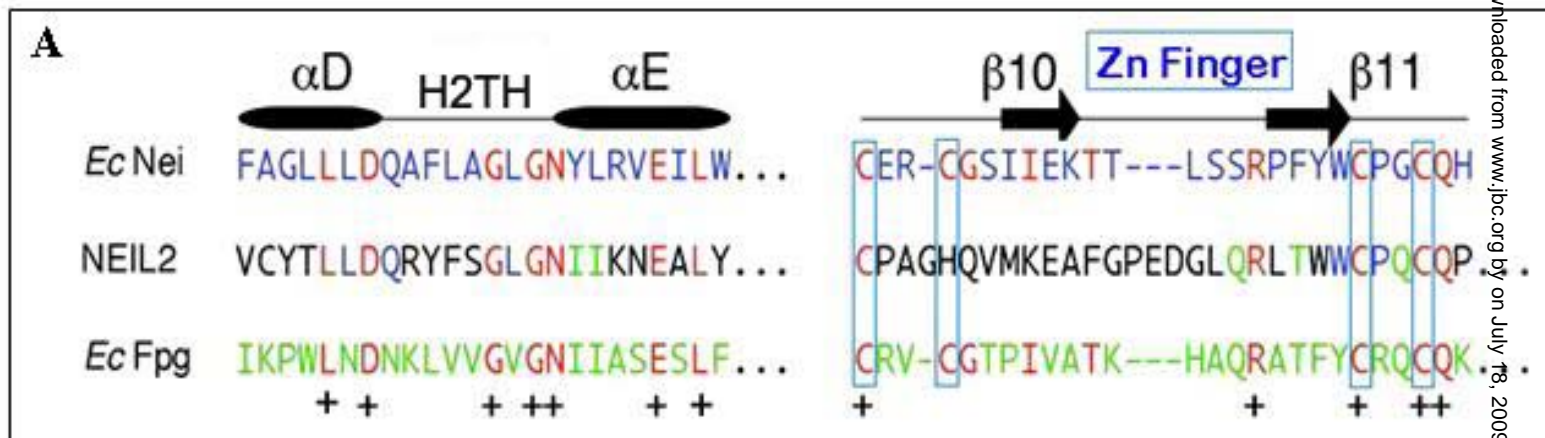 A
αD H2TH αE β10 Zn Finger β11
Ec Nei FAGLLLDQAFLAGLGNYLRVEILW... CER-CGSIIEKTT---LSSRPFYWCPGCQH
NEIL2 VCYTLLDQRYFSGLGNIIKNEALY... CPAGHQVMKEAFGPEDGLQRLTWWCPQCQP...
Ec Fpg IKPWLNDNKLVVGVGNIIASESLF... CRV-CGTPIVATK---HAQRATFYCRQCQK...
+ + + ++ + + + + + ++
wnloaded from www.jbc.org by on July 18, 2009